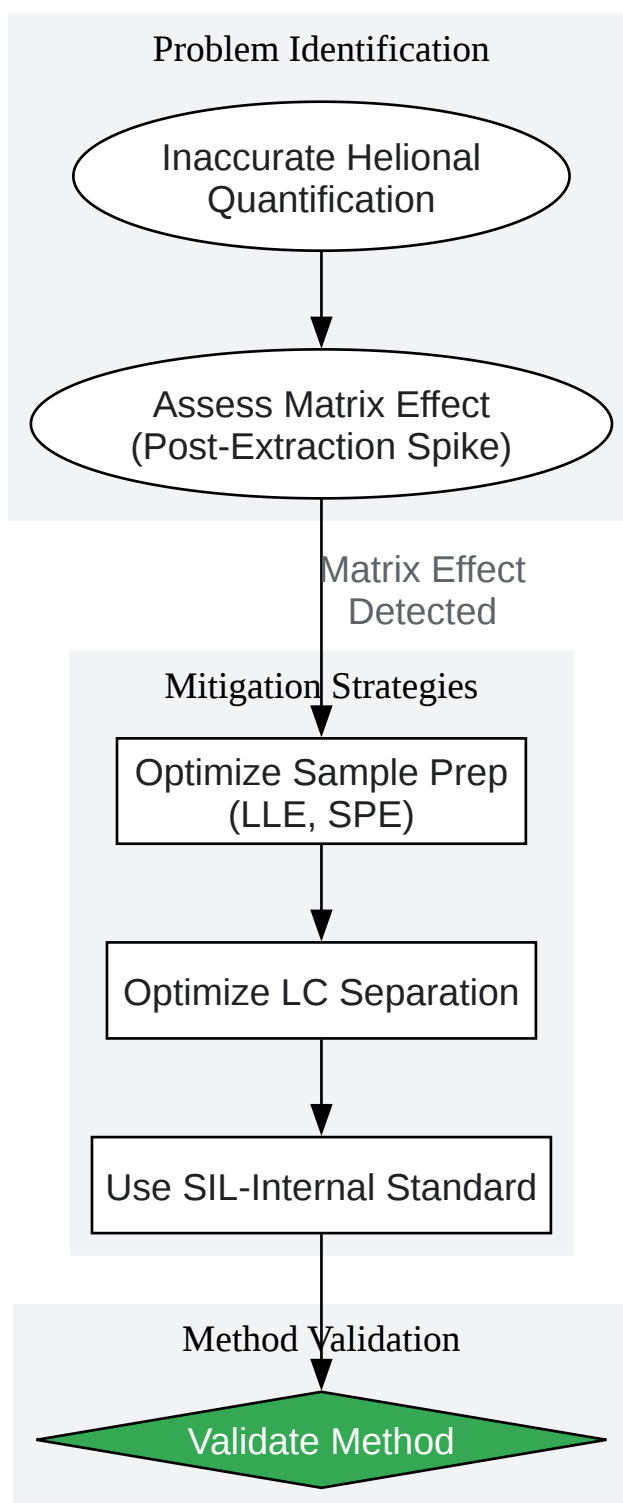 Problem Identification
Inaccurate Helional
Quantification
Assess Matrix Effect
(Post-Extraction Spike)
Matrix Effect
Detected
Mitigation Strategies
Optimize Sample Prep
(LLE, SPE)
Optimize LC Separation
Use SIL-Internal Standard
Method Validation
Validate Method